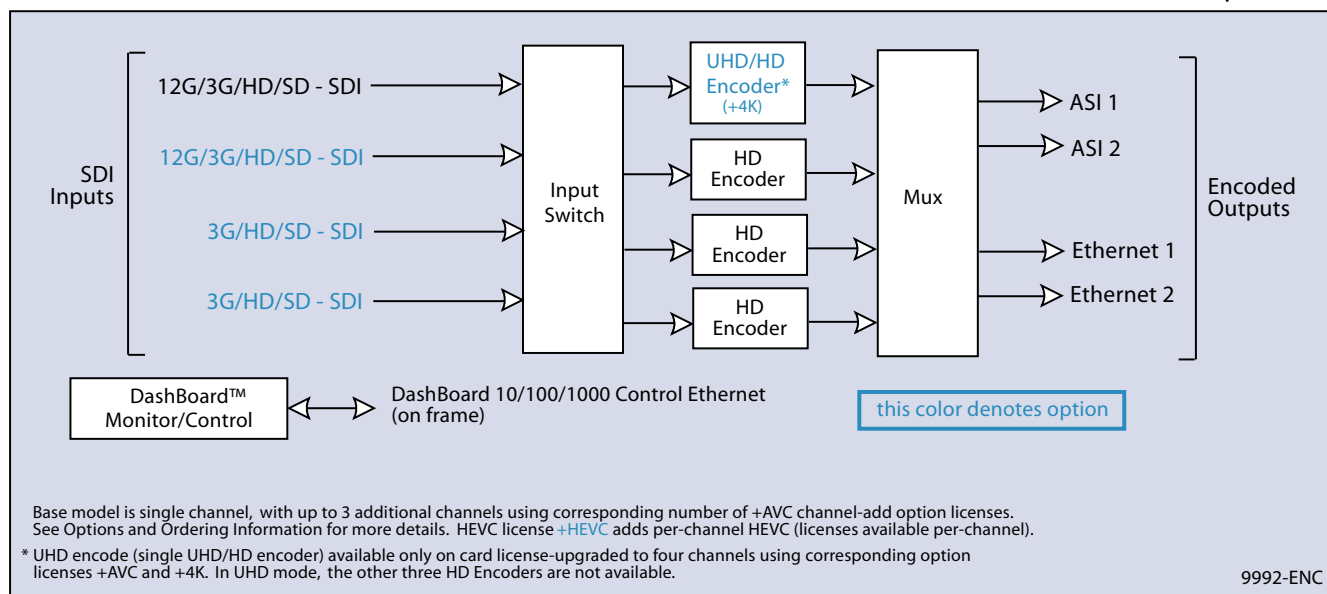 12G/3G/HD/SD - SDI
12G/3G/HD/SD - SDI
3G/HD/SD - SDI
3G/HD/SD - SDI
SDI
Inputs
Input
Switch
UHD/HD
Encoder*
(+4K)
HD
Encoder
HD
Encoder
HD
Encoder
Mux
ASI 1
ASI 2
Ethernet 1
Ethernet 2
Encoded
Outputs
DashBoard™
Monitor/Control
DashBoard 10/100/1000 Control Ethernet
(on frame)
this color denotes option
Base model is single channel, with up to 3 additional channels using corresponding number of +AVC channel-add option licenses.
See Options and Ordering Information for more details. HEVC license +HEVC adds per-channel HEVC (licenses available per-channel).
* UHD encode (single UHD/HD encoder) available only on card license-upgraded to four channels using corresponding option
licenses +AVC and +4K. In UHD mode, the other three HD Encoders are not available.
9992-ENC